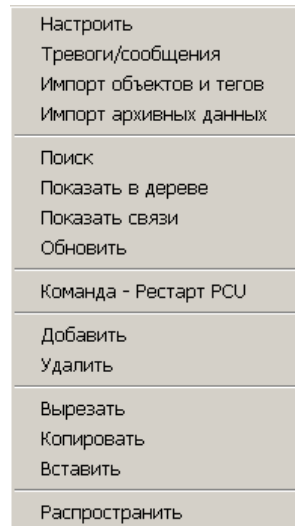 Настроить
Тревоги/сообщения
Импорт объектов и тегов
Импорт архивных данных
Поиск
Показать в дереве
Показать связи
Обновить
Команда - Рестарт PCU
Добавить
Удалить
Вырезать
Копировать
Вставить
Распространить